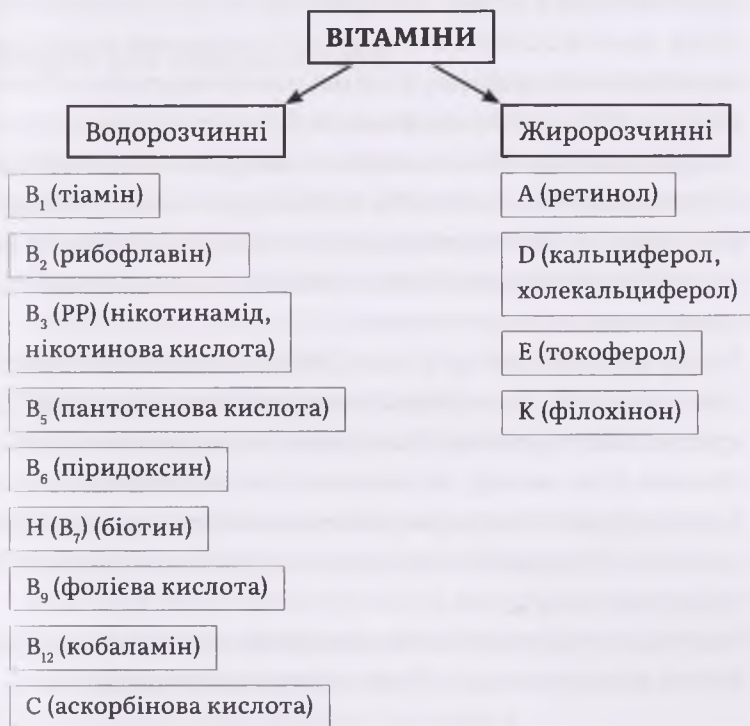 ВІТАМІНИ
Водорозчинні
B₁ (тіамін)
B₂ (рибофлавін)
B₃ (PP) (нікотинамід,
нікотинова кислота)
B₅ (пантотенова кислота)
B₆ (піридоксин)
H (B₇) (біотин)
B₉ (фолієва кислота)
B₁₂ (кобаламін)
C (аскорбінова кислота)
Жиророзчинні
A (ретинол)
D (кальциферол,
холекальциферол)
E (токоферол)
K (філохінон)